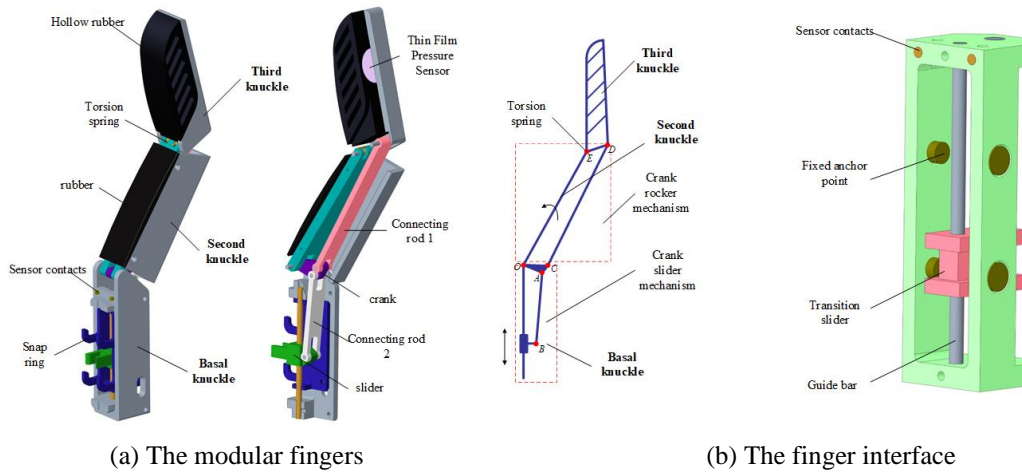 Hollow rubber
Third
knuckle
Torsion
spring
rubber
Second
knuckle
Sensor contacts
Snap
ring
Basal
knuckle
Thin Film
Pressure
Sensor
Connecting
rod 1
crank
Connecting rod
2
slider
Third
knuckle
Torsion
spring
Second
knuckle
E
D
Crank
rocker
mechanism
O
C
A
Crank
slider
mechanism
B
Basal
knuckle
Sensor contacts
Fixed anchor
point
Transition
slider
Guide bar
(a) The modular fingers
(b) The finger interface